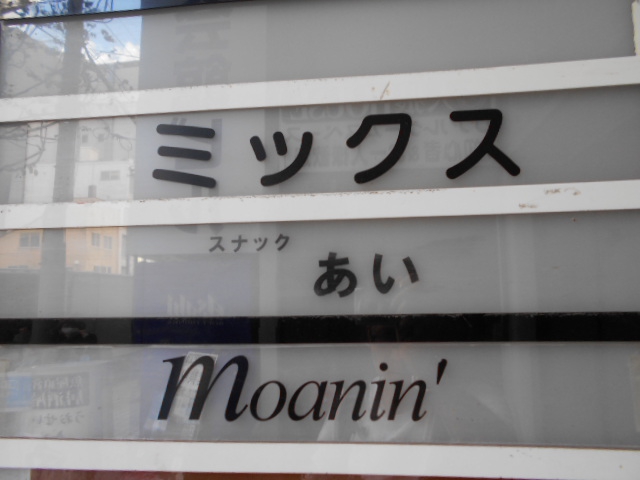 ミックス
スナック
あい
moanin'